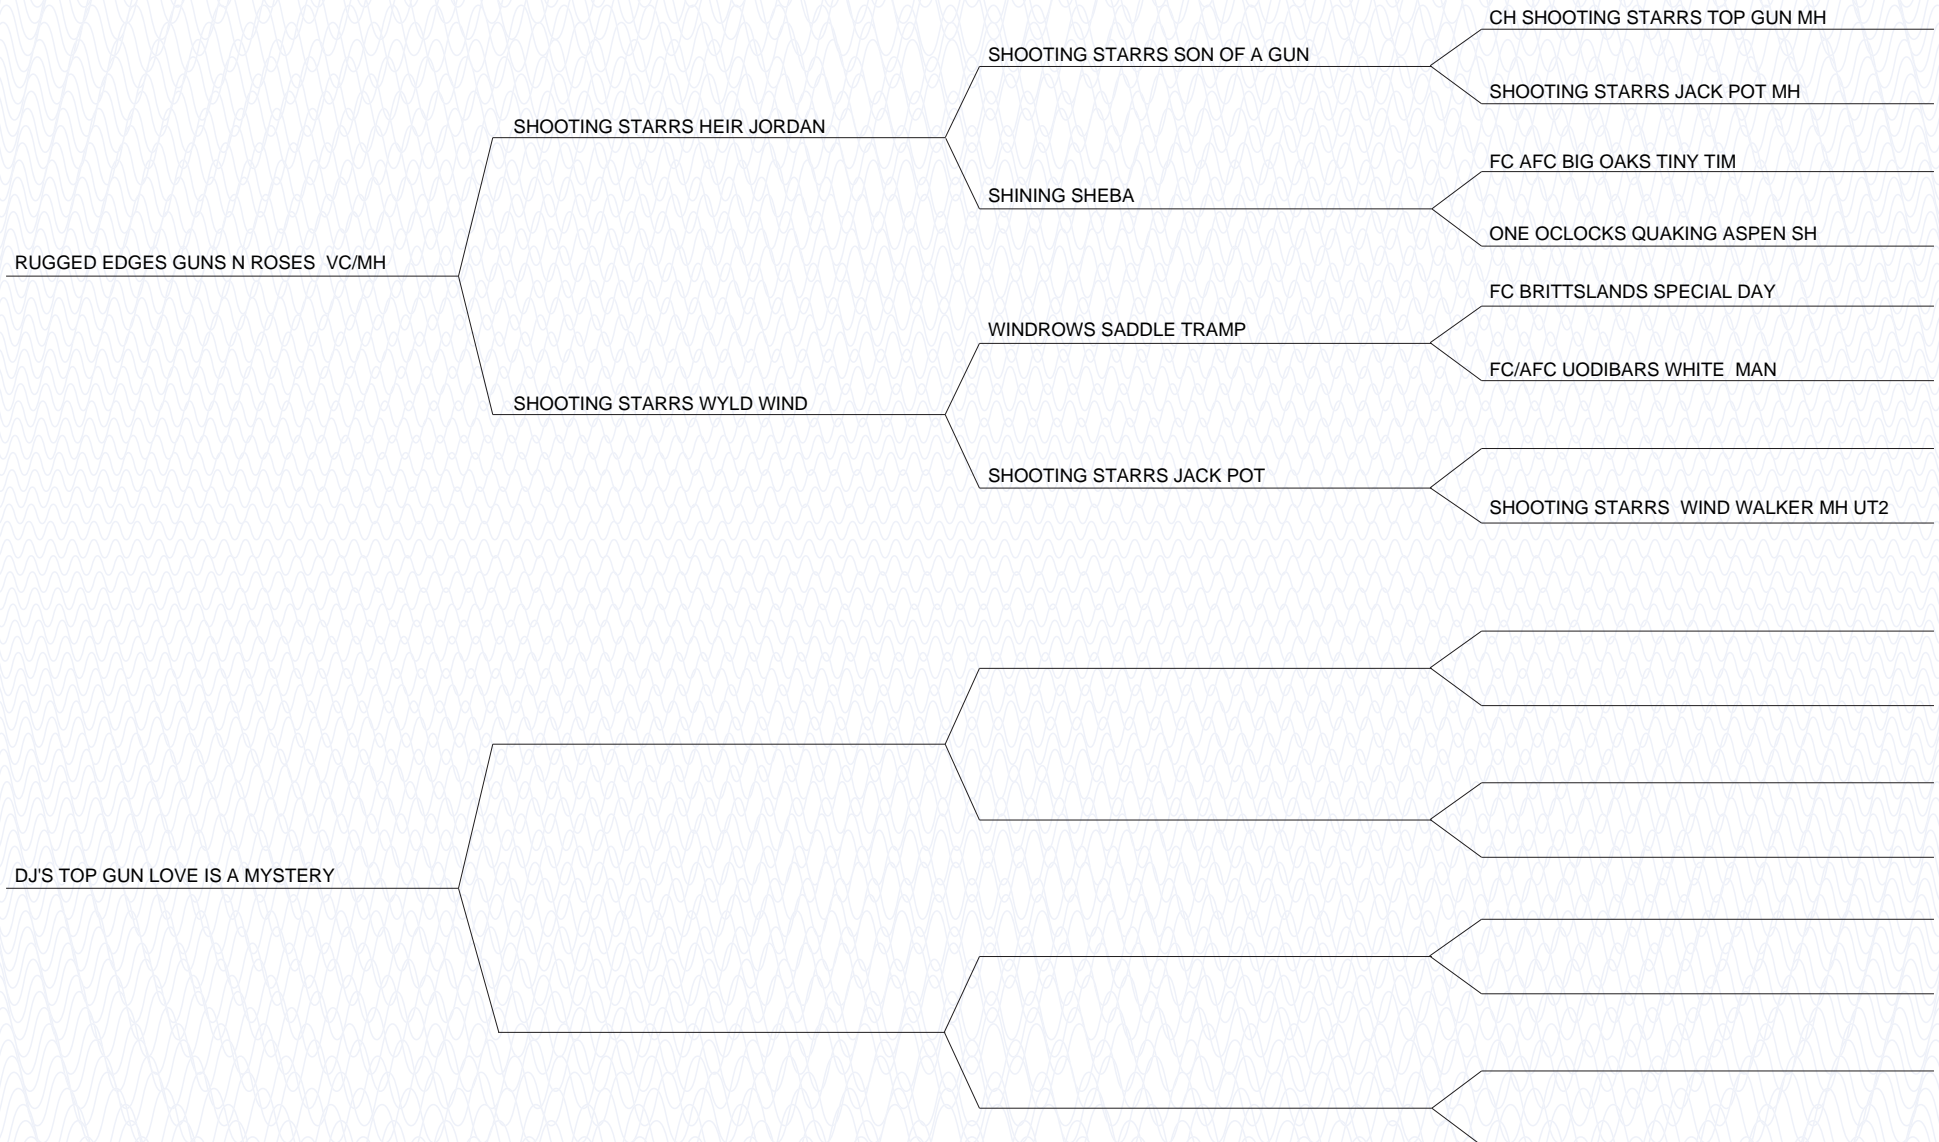 CH SHOOTING STARRS TOP GUN MH
SHOOTING STARRS SON OF A GUN
SHOOTING STARRS JACK POT MH
SHOOTING STARRS HEIR JORDAN
FC AFC BIG OAKS TINY TIM
SHINING SHEBA
ONE OCLOCKS QUAKING ASPEN SH
RUGGED EDGES GUNS N ROSES  VC/MH
FC BRITTSLANDS SPECIAL DAY
WINDROWS SADDLE TRAMP
FC/AFC UODIBARS WHITE  MAN
SHOOTING STARRS WYLD WIND
SHOOTING STARRS JACK POT
SHOOTING STARRS  WIND WALKER MH UT2
DJ'S TOP GUN LOVE IS A MYSTERY